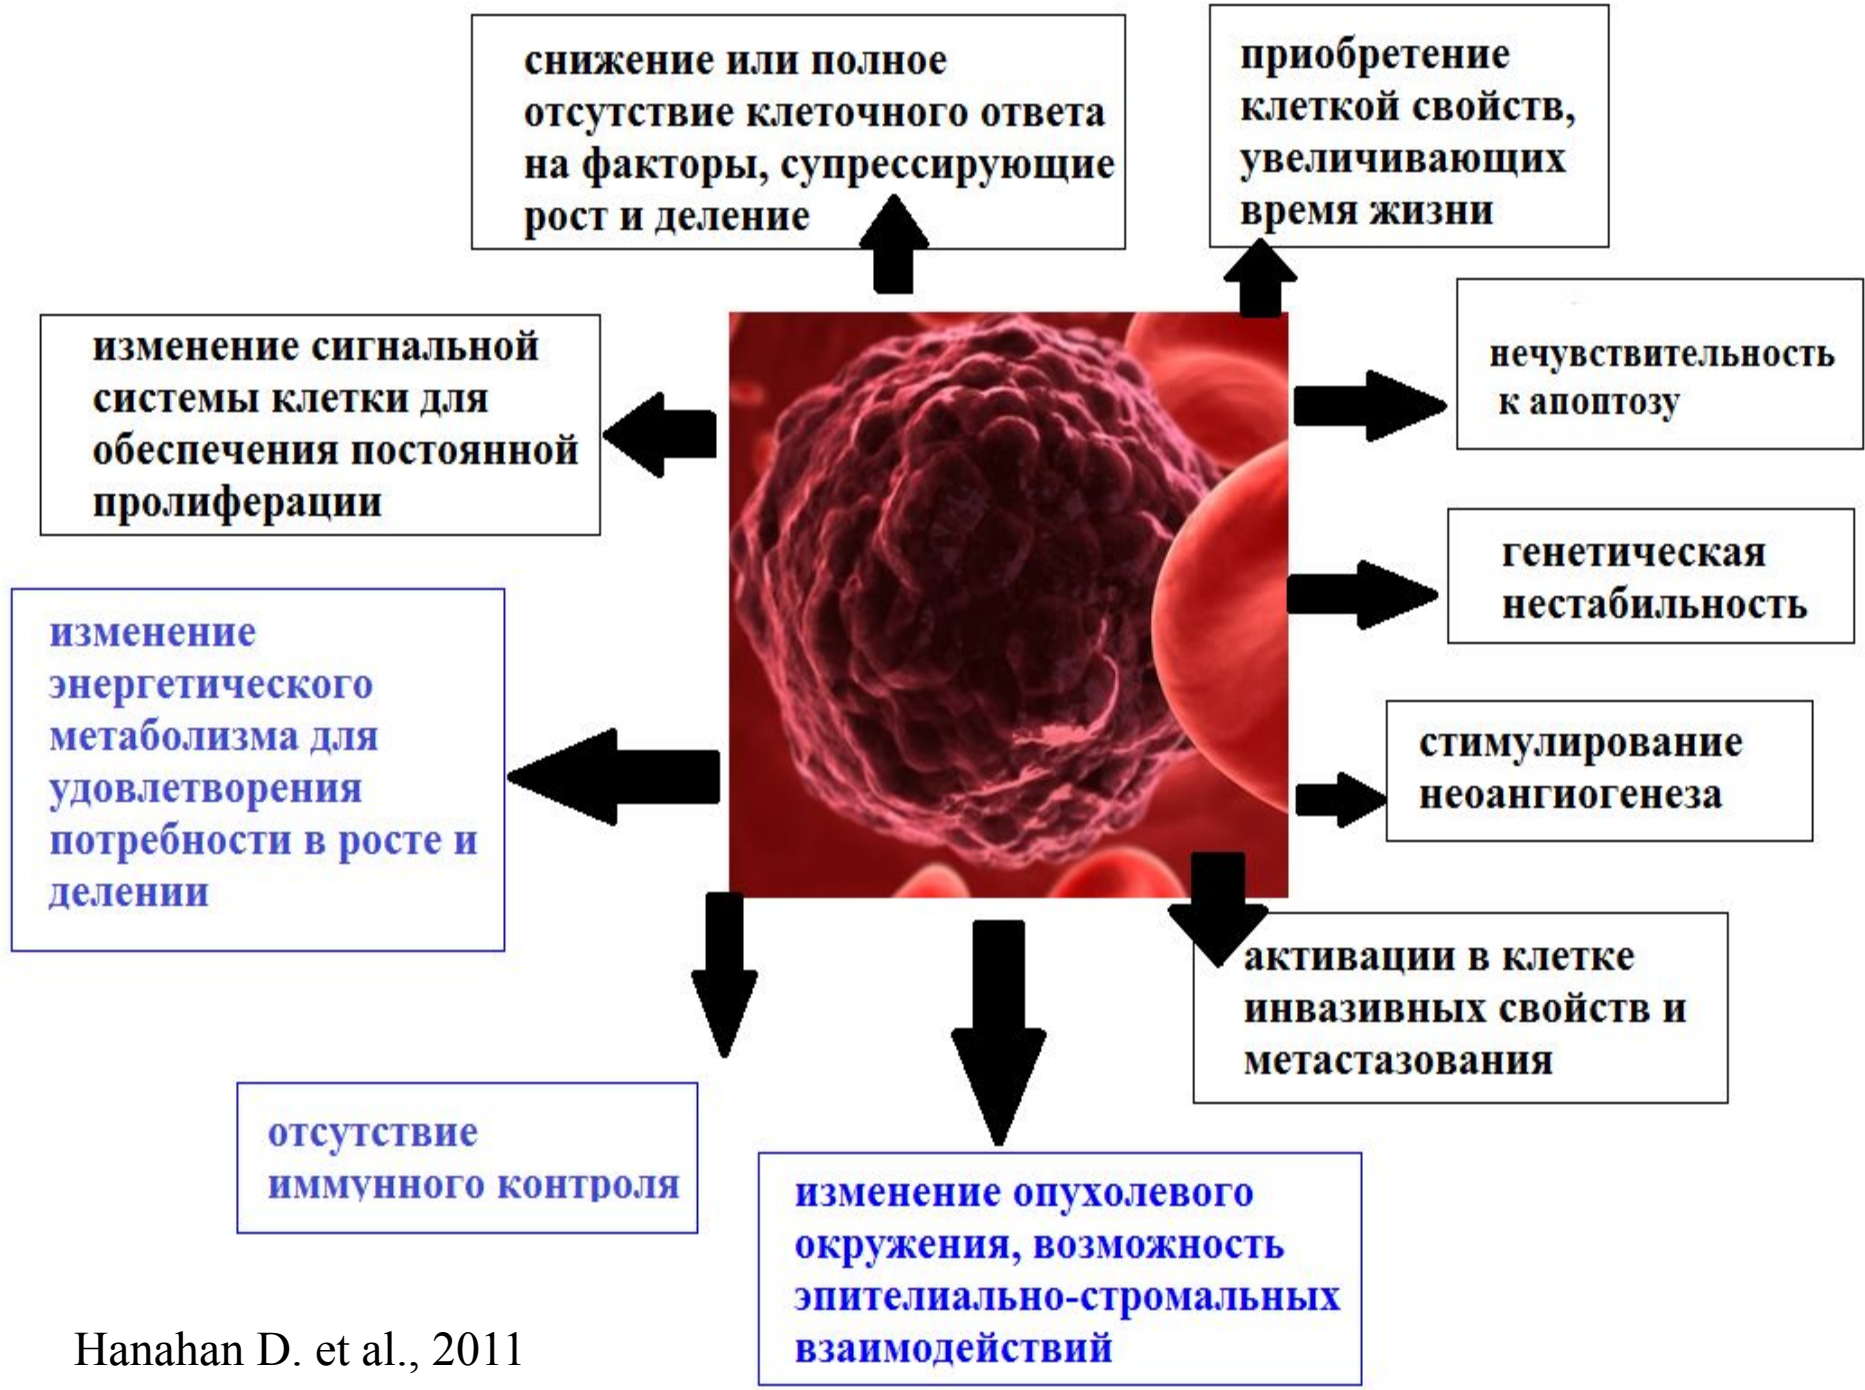 снижение или полное
отсутствие клеточного ответа
на факторы, супрессирующие
рост и деление
приобретение
клеткой свойств,
увеличивающих
время жизни
изменение сигнальной
системы клетки для
обеспечения постоянной
пролиферации
нечувствительность
к апоптозу
генетическая
нестабильность
изменение
энергетического
метаболизма для
удовлетворения
потребности в росте и
делении
стимулирование
неоангиогенеза
активации в клетке
инвазивных свойств и
метастазования
отсутствие
иммунного контроля
изменение опухолевого
окружения, возможность
эпителиально-стромальных
взаимодействий
Hanahan D. et al., 2011